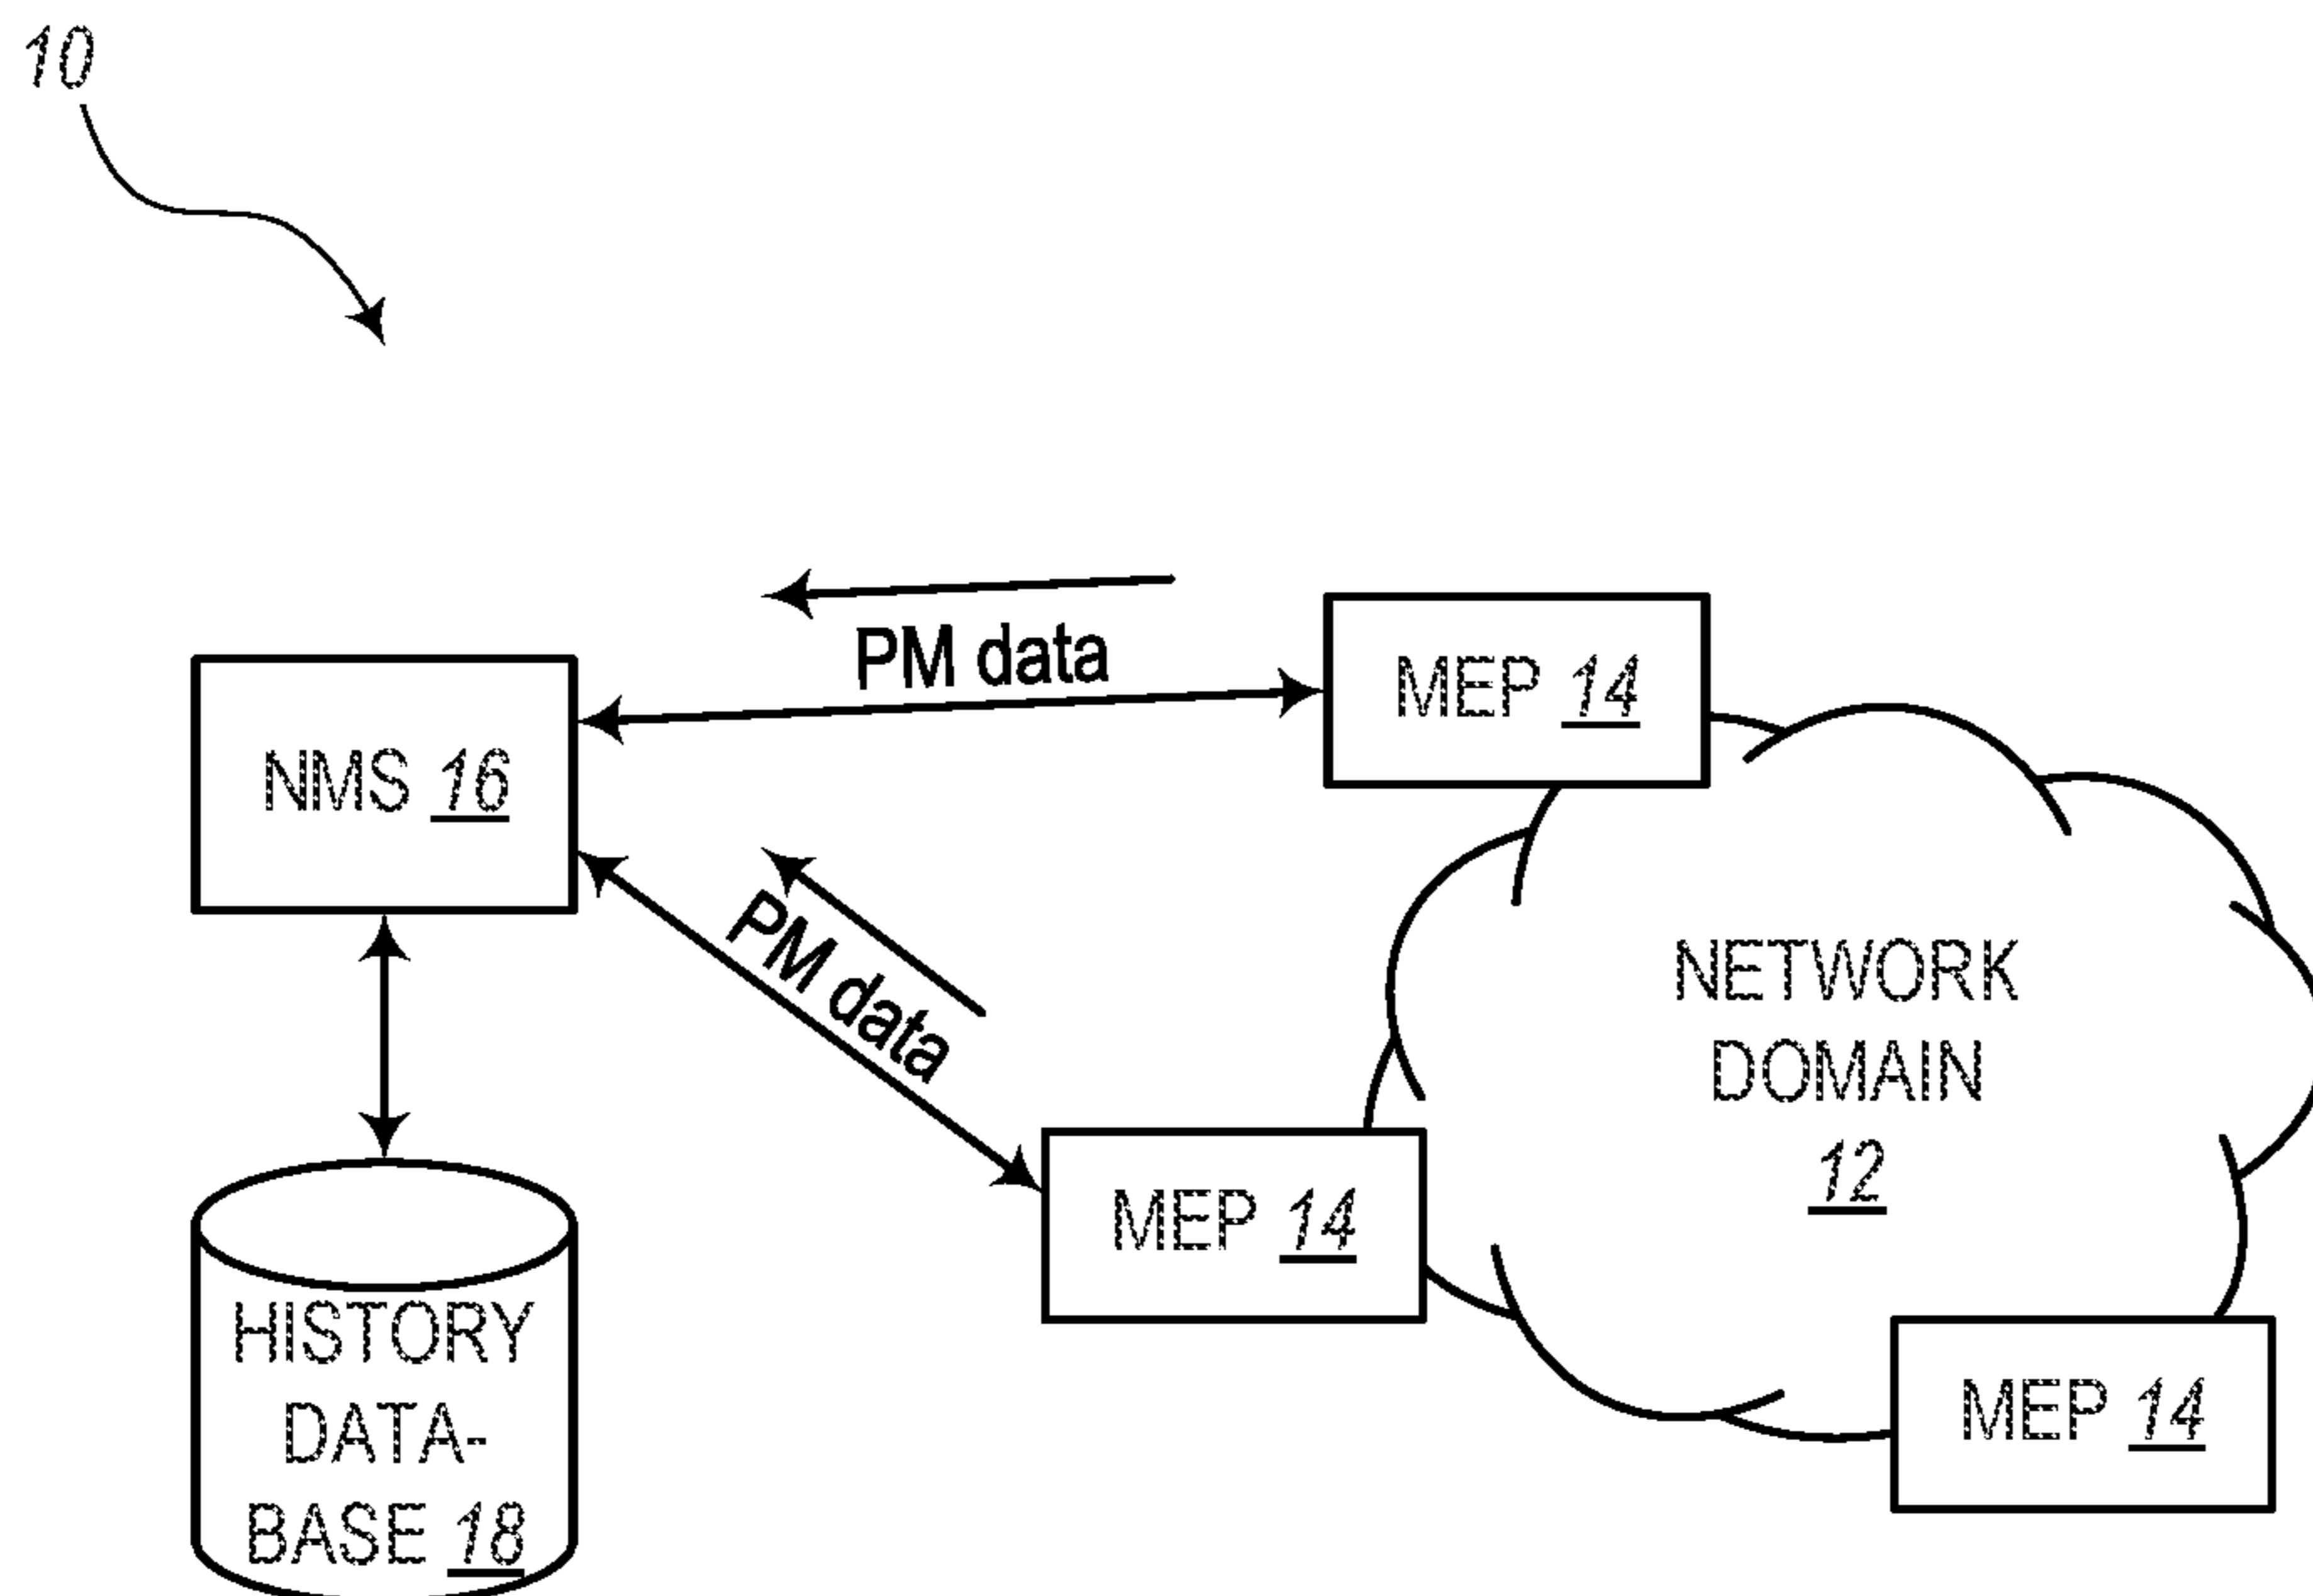 10
PM data
MEP 14
NMS 16
PM data
NETWORK
DOMAIN
12
MEP 14
HISTORY
DATA-
BASE 18
MEP 14